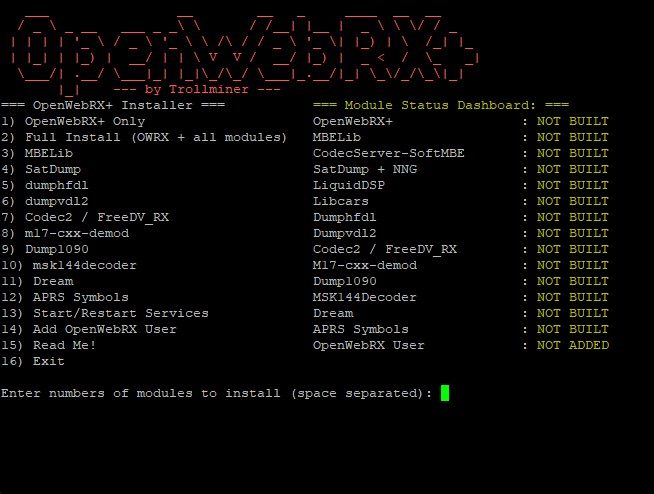 OpenWebRX
--- by Trollminer ---
=== OpenWebRX+ Installer === === Module Status Dashboard: ===
1) OpenWebRX+ Only OpenWebRX+ : NOT BUILT
2) Full Install (OWRX + all modules) MBELib : NOT BUILT
3) MBELib CodecServer-SoftMBE : NOT BUILT
4) SatDump SatDump + NNG : NOT BUILT
5) dumphfdl LiquidDSP : NOT BUILT
6) dumpvdl2 Libcars : NOT BUILT
7) Codec2 / FreeDV_RX Dumphfdl : NOT BUILT
8) m17-cxx-demod Dumpvdl2 : NOT BUILT
9) Dump1090 Codec2 / FreeDV_RX : NOT BUILT
10) msk144decoder M17-cxx-demod : NOT BUILT
11) Dream Dump1090 : NOT BUILT
12) APRS Symbols MSK144Decoder : NOT BUILT
13) Start/Restart Services Dream : NOT BUILT
14) Add OpenWebRX User APRS Symbols : NOT BUILT
15) Read Me! OpenWebRX User : NOT ADDED
16) Exit
Enter numbers of modules to install (space separated):